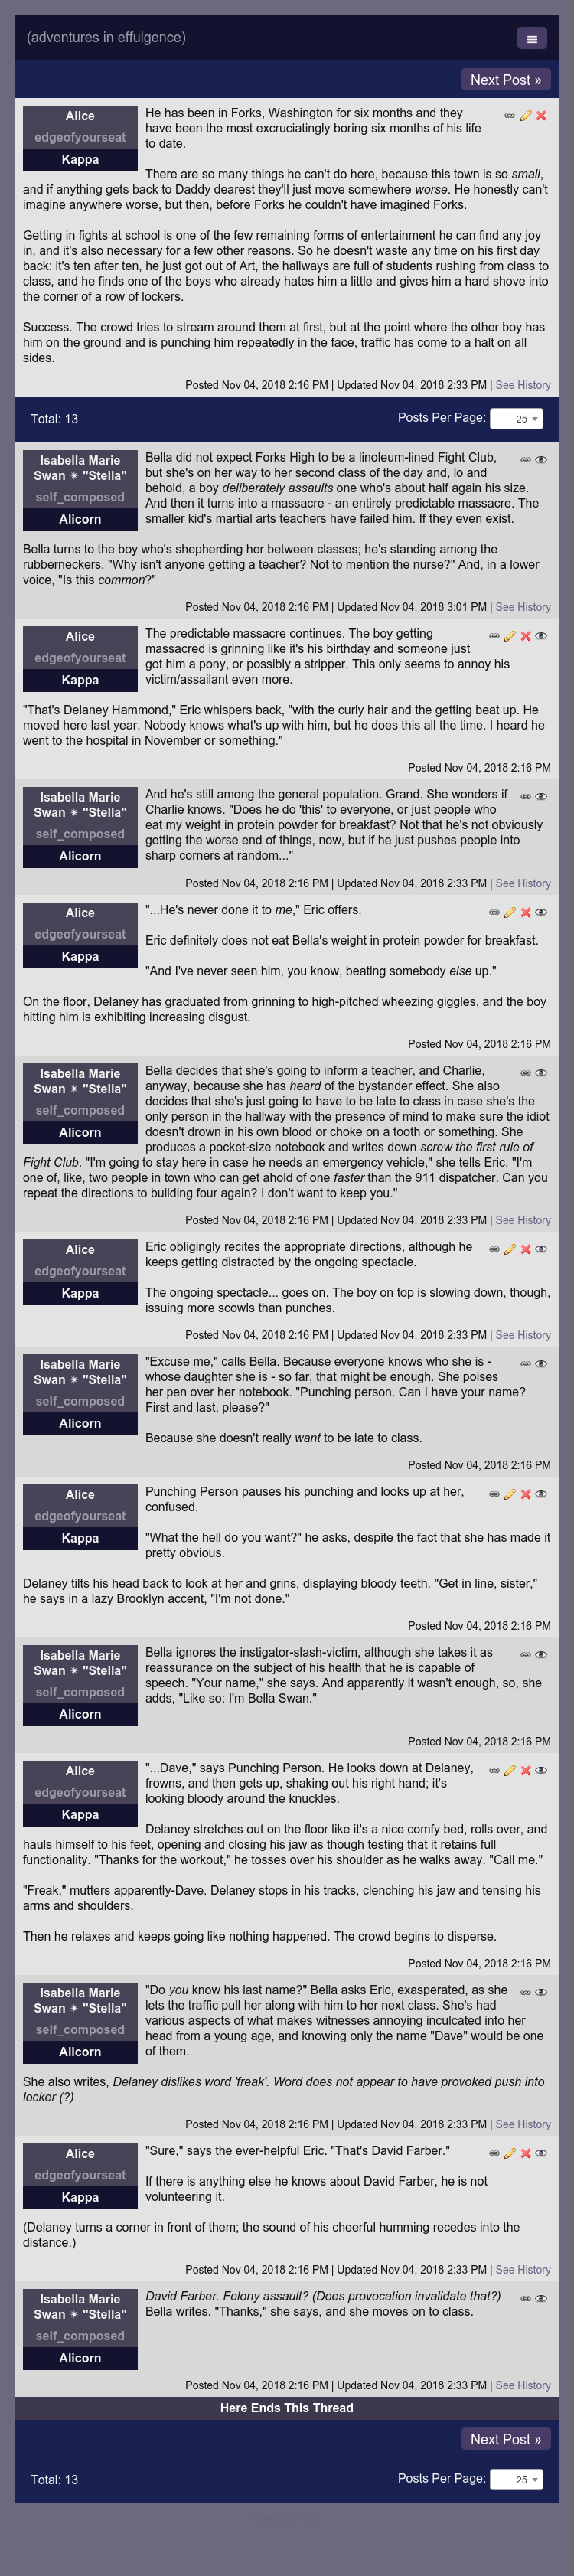 (adventures in effulgence)
Next Post »
Alice
edgeofyourseat
Kappa
He has been in Forks, Washington for six months and they
have been the most excruciatingly boring six months of his life
to date.
There are so many things he can't do here, because this town is so small,
and if anything gets back to Daddy dearest they'll just move somewhere worse. He honestly can't
imagine anywhere worse, but then, before Forks he couldn't have imagined Forks.
Getting in fights at school is one of the few remaining forms of entertainment he can find any joy
in, and it's also necessary for a few other reasons. So he doesn't waste any time on his first day
back: it's ten after ten, he just got out of Art, the hallways are full of students rushing from class to
class, and he finds one of the boys who already hates him a little and gives him a hard shove into
the corner of a row of lockers.
Success. The crowd tries to stream around them at first, but at the point where the other boy has
him on the ground and is punching him repeatedly in the face, traffic has come to a halt on all
sides.
Posted Nov 04, 2018 2:16 PM | Updated Nov 04, 2018 2:33 PM | See History
Total: 13
Posts Per Page: 25
Isabella Marie
Swan ✴ "Stella"
self_composed
Alicorn
Bella did not expect Forks High to be a linoleum-lined Fight Club,
but she's on her way to her second class of the day and, lo and
behold, a boy deliberately assaults one who's about half again his size.
And then it turns into a massacre - an entirely predictable massacre. The
smaller kid's martial arts teachers have failed him. If they even exist.
Bella turns to the boy who's shepherding her between classes; he's standing among the
rubberneckers. "Why isn't anyone getting a teacher? Not to mention the nurse?" And, in a lower
voice, "Is this common?"
Posted Nov 04, 2018 2:16 PM | Updated Nov 04, 2018 3:01 PM | See History
Alice
edgeofyourseat
Kappa
The predictable massacre continues. The boy getting
massacred is grinning like it's his birthday and someone just
got him a pony, or possibly a stripper. This only seems to annoy his
victim/assailant even more.
"That's Delaney Hammond," Eric whispers back, "with the curly hair and the getting beat up. He
moved here last year. Nobody knows what's up with him, but he does this all the time. I heard he
went to the hospital in November or something."
Posted Nov 04, 2018 2:16 PM
Isabella Marie
Swan ✴ "Stella"
self_composed
Alicorn
And he's still among the general population. Grand. She wonders if
Charlie knows. "Does he do 'this' to everyone, or just people who
eat my weight in protein powder for breakfast? Not that he's not obviously
getting the worse end of things, now, but if he just pushes people into
sharp corners at random..."
Posted Nov 04, 2018 2:16 PM | Updated Nov 04, 2018 2:33 PM | See History
Alice
edgeofyourseat
Kappa
"...He's never done it to me," Eric offers.
Eric definitely does not eat Bella's weight in protein powder for breakfast.
"And I've never seen him, you know, beating somebody else up."
On the floor, Delaney has graduated from grinning to high-pitched wheezing giggles, and the boy
hitting him is exhibiting increasing disgust.
Posted Nov 04, 2018 2:16 PM
Isabella Marie
Swan ✴ "Stella"
self_composed
Alicorn
Bella decides that she's going to inform a teacher, and Charlie,
anyway, because she has heard of the bystander effect. She also
decides that she's just going to have to be late to class in case she's the
only person in the hallway with the presence of mind to make sure the idiot
doesn't drown in his own blood or choke on a tooth or something. She
produces a pocket-size notebook and writes down screw the first rule of
Fight Club. "I'm going to stay here in case he needs an emergency vehicle," she tells Eric. "I'm
one of, like, two people in town who can get ahold of one faster than the 911 dispatcher. Can you
repeat the directions to building four again? I don't want to keep you."
Posted Nov 04, 2018 2:16 PM | Updated Nov 04, 2018 2:33 PM | See History
Alice
edgeofyourseat
Kappa
Eric obligingly recites the appropriate directions, although he
keeps getting distracted by the ongoing spectacle.
The ongoing spectacle... goes on. The boy on top is slowing down, though,
issuing more scowls than punches.
Posted Nov 04, 2018 2:16 PM | Updated Nov 04, 2018 2:33 PM | See History
Isabella Marie
Swan ✴ "Stella"
self_composed
Alicorn
"Excuse me," calls Bella. Because everyone knows who she is -
whose daughter she is - so far, that might be enough. She poises
her pen over her notebook. "Punching person. Can I have your name?
First and last, please?"
Because she doesn't really want to be late to class.
Posted Nov 04, 2018 2:16 PM
Alice
edgeofyourseat
Kappa
Punching Person pauses his punching and looks up at her,
confused.
"What the hell do you want?" he asks, despite the fact that she has made it
pretty obvious.
Delaney tilts his head back to look at her and grins, displaying bloody teeth. "Get in line, sister,"
he says in a lazy Brooklyn accent, "I'm not done."
Posted Nov 04, 2018 2:16 PM
Isabella Marie
Swan ✴ "Stella"
self_composed
Alicorn
Bella ignores the instigator-slash-victim, although she takes it as
reassurance on the subject of his health that he is capable of
speech. "Your name," she says. And apparently it wasn't enough, so, she
adds, "Like so: I'm Bella Swan."
Posted Nov 04, 2018 2:16 PM
Alice
edgeofyourseat
Kappa
"...Dave," says Punching Person. He looks down at Delaney,
frowns, and then gets up, shaking out his right hand; it's
looking bloody around the knuckles.
Delaney stretches out on the floor like it's a nice comfy bed, rolls over, and
hauls himself to his feet, opening and closing his jaw as though testing that it retains full
functionality. "Thanks for the workout," he tosses over his shoulder as he walks away. "Call me."
"Freak," mutters apparently-Dave. Delaney stops in his tracks, clenching his jaw and tensing his
arms and shoulders.
Then he relaxes and keeps going like nothing happened. The crowd begins to disperse.
Posted Nov 04, 2018 2:16 PM
Isabella Marie
Swan ✴ "Stella"
self_composed
Alicorn
"Do you know his last name?" Bella asks Eric, exasperated, as she
lets the traffic pull her along with him to her next class. She's had
various aspects of what makes witnesses annoying inculcated into her
head from a young age, and knowing only the name "Dave" would be one
of them.
She also writes, Delaney dislikes word 'freak'. Word does not appear to have provoked push into
locker (?)
Posted Nov 04, 2018 2:16 PM | Updated Nov 04, 2018 2:33 PM | See History
Alice
edgeofyourseat
Kappa
"Sure," says the ever-helpful Eric. "That's David Farber."
If there is anything else he knows about David Farber, he is not
volunteering it.
(Delaney turns a corner in front of them; the sound of his cheerful humming recedes into the
distance.)
Posted Nov 04, 2018 2:16 PM | Updated Nov 04, 2018 2:33 PM | See History
Isabella Marie
Swan ✴ "Stella"
self_composed
Alicorn
David Farber. Felony assault? (Does provocation invalidate that?)
Bella writes. "Thanks," she says, and she moves on to class.
Posted Nov 04, 2018 2:16 PM | Updated Nov 04, 2018 2:33 PM | See History
Here Ends This Thread
Next Post »
Total: 13
Posts Per Page: 25